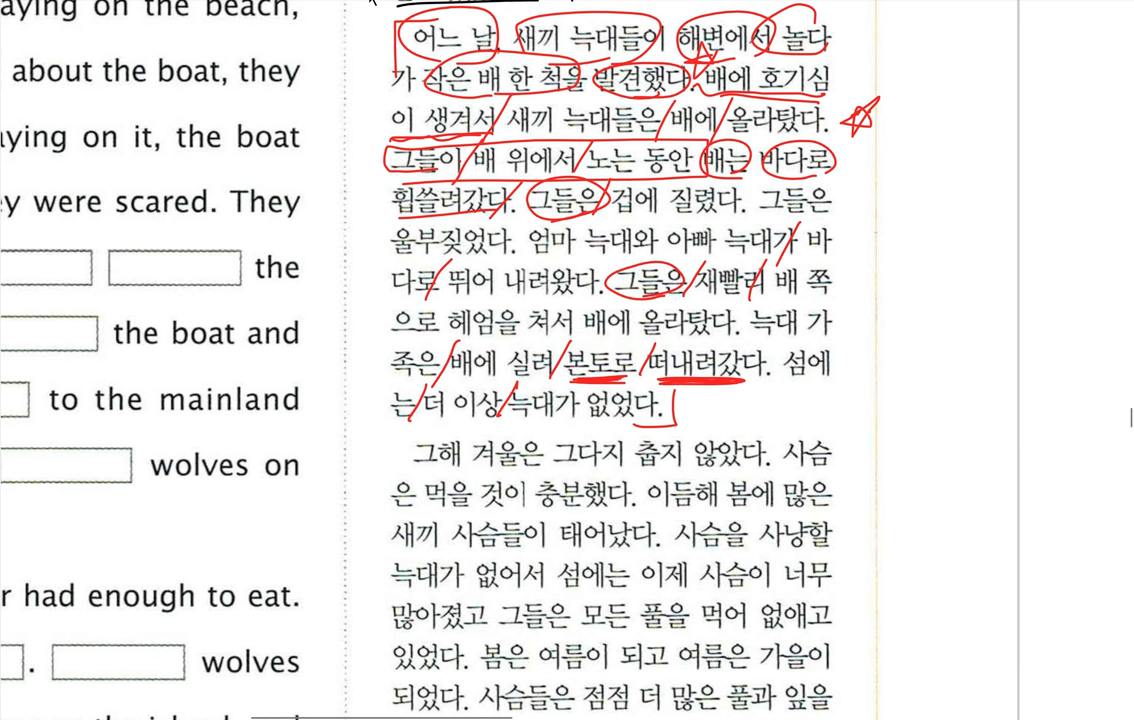 aying on the beach,
about the boat, they
aying on it, the boat
ey were scared. They
the
the boat and
to the mainland
wolves on
r had enough to eat.
. wolves
어느 날, 새끼 늑대들이 해변에서 놀다
가 작은 배 한 척을 발견했다. 배에 호기심
이 생겨서 새끼 늑대들은 배에 올라탔다.
그들이 배 위에서 노는 동안 배는 바다로
휩쓸려갔다. 그들은 겁에 질렸다. 그들은
울부짖었다. 엄마 늑대와 아빠 늑대가 바
다로 뛰어 내려왔다. 그들은 재빨리 배 쪽
으로 헤엄을 쳐서 배에 올라탔다. 늑대 가
족은 배에 실려 본토로 떠내려갔다. 섬에
는 더 이상 늑대가 없었다.
그해 겨울은 그다지 춥지 않았다. 사슴
은 먹을 것이 충분했다. 이듬해 봄에 많은
새끼 사슴들이 태어났다. 사슴을 사냥할
늑대가 없어서 섬에는 이제 사슴이 너무
많아졌고 그들은 모든 풀을 먹어 없애고
있었다. 봄은 여름이 되고 여름은 가을이
되었다. 사슴들은 점점 더 많은 풀과 잎을